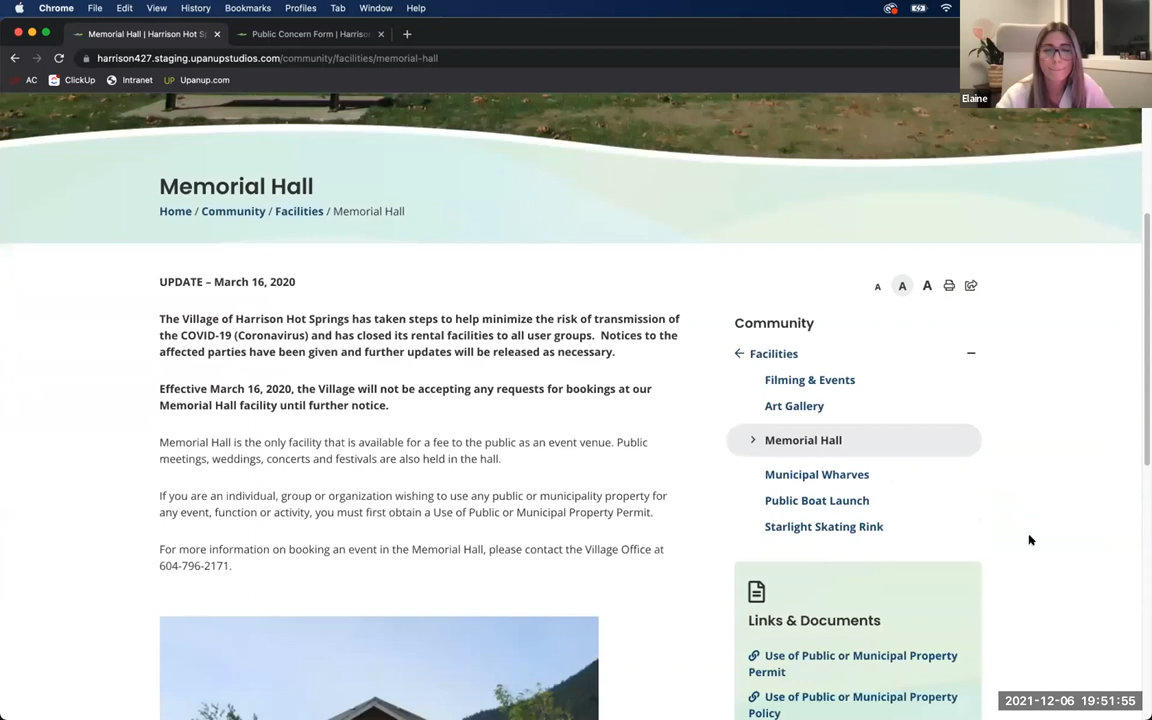 Chrome File Edit View History Bookmarks Profiles Tab Window Help
Memorial Hall | Harrison Hot Sp
Public Concern Form | Harriso
harrison427.staging.upanupstudios.com/community/facilities/memorial-hall
AC ClickUp Intranet UP Upanup.com
Elaine
Memorial Hall
Home / Community / Facilities / Memorial Hall
UPDATE – March 16, 2020
The Village of Harrison Hot Springs has taken steps to help minimize the risk of transmission of
the COVID-19 (Coronavirus) and has closed its rental facilities to all user groups. Notices to the
affected parties have been given and further updates will be released as necessary.
Effective March 16, 2020, the Village will not be accepting any requests for bookings at our
Memorial Hall facility until further notice.
Memorial Hall is the only facility that is available for a fee to the public as an event venue. Public
meetings, weddings, concerts and festivals are also held in the hall.
If you are an individual, group or organization wishing to use any public or municipality property for
any event, function or activity, you must first obtain a Use of Public or Municipal Property Permit.
For more information on booking an event in the Memorial Hall, please contact the Village Office at
604-796-2171.
A A A
Community
Facilities
Filming & Events
Art Gallery
Memorial Hall
Municipal Wharves
Public Boat Launch
Starlight Skating Rink
Links & Documents
Use of Public or Municipal Property
Permit
Use of Public or Municipal Property
Policy
2021-12-06 19:51:55